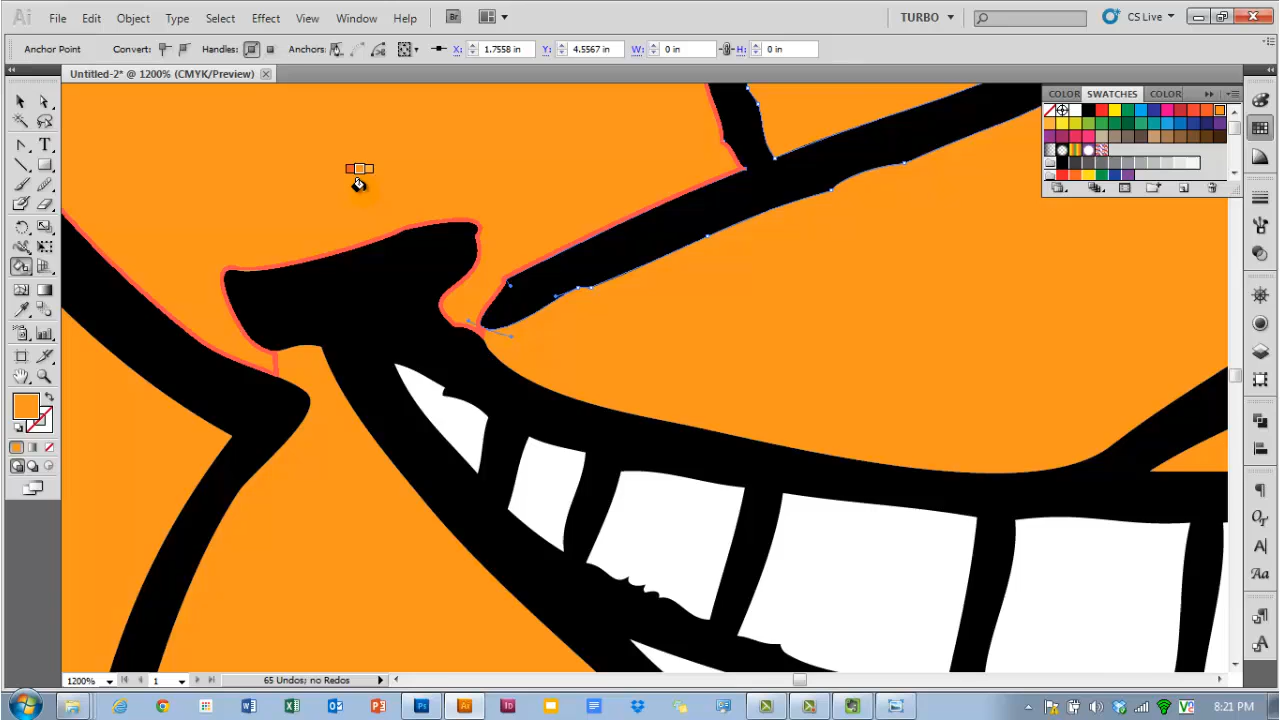 Ai File Edit Object Type Select Effect View Window Help Br TURBO CS Live
Anchor Point Convert: Handles: Anchors: X: 1.7558 in Y: 4.5567 in W: 0 in H: 0 in
Untitled-2* @ 1200% (CMYK/Preview)
COLOR SWATCHES COLOR
1200% 1 65 Undos; no Redos
8:21 PM